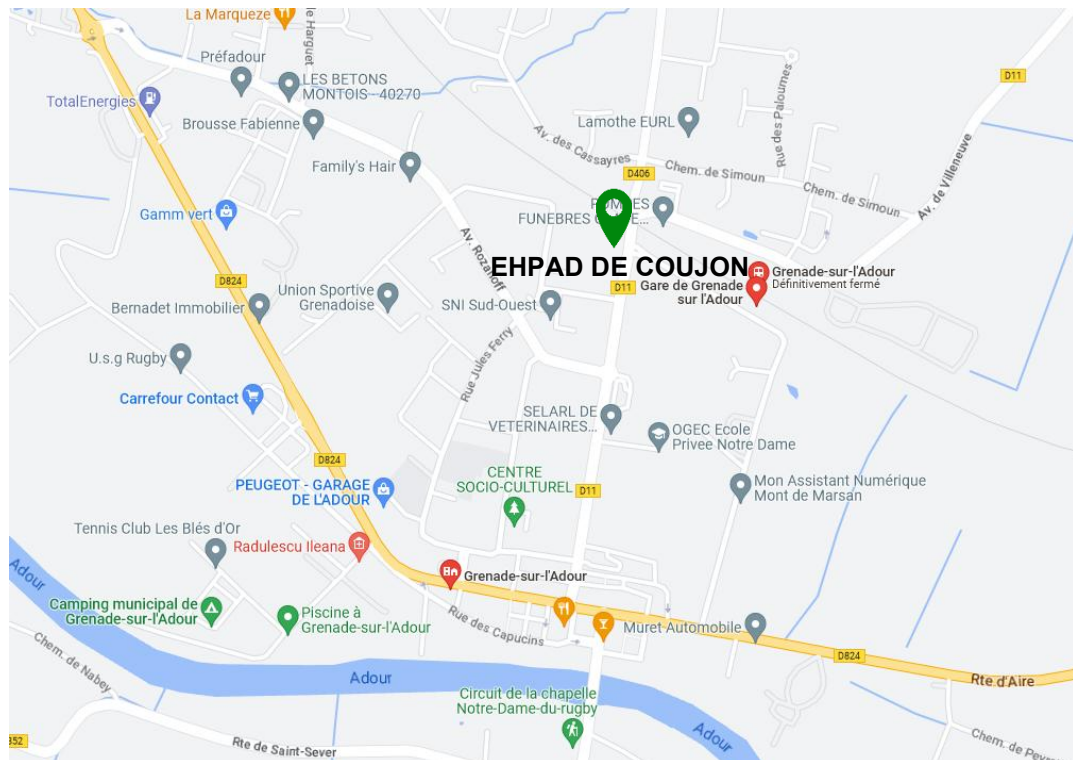 La Marqueze
le Harguet
Préfadour
LES BETONS
MONTOIS - 40270
TotalEnergies
Brousse Fabienne
Family's Hair
D11
Lamothe EURL
Rue des Paloumes
Av. des Cassayres
Chem. de Simoun
D406
Chem. de Simoun
Av. de Villeneuve
FUNEBRES
Gamm vert
Av. Rozanoff
EHPAD DE COUJON
Grenade-sur-l'Adour
Définitivement fermé
Gare de Grenade
sur l'Adour
D11
D824
Union Sportive
Grenadoise
Bernadet Immobilier
SNI Sud-Ouest
Rue Jules Ferry
U.s.g Rugby
Carrefour Contact
SELARL DE
VETERINAIRES...
OGEC Ecole
Privee Notre Dame
D824
CENTRE
SOCIO-CULTUREL
D11
Mon Assistant Numérique
Mont de Marsan
PEUGEOT - GARAGE
DE L'ADOUR
Tennis Club Les Blés d'Or
Radulescu Ileana
Grenade-sur-l'Adour
Adour
Camping municipal de
Grenade-sur-l'Adour
Piscine à
Grenade-sur-l'Adour
Rue des Capucins
Muret Automobile
D824
Rte d'Aire
Chem. de Nabey
Adour
Circuit de la chapelle
Notre-Dame-du-rugby
Adour
352
Rte de Saint-Sever
Chem. de Peyr